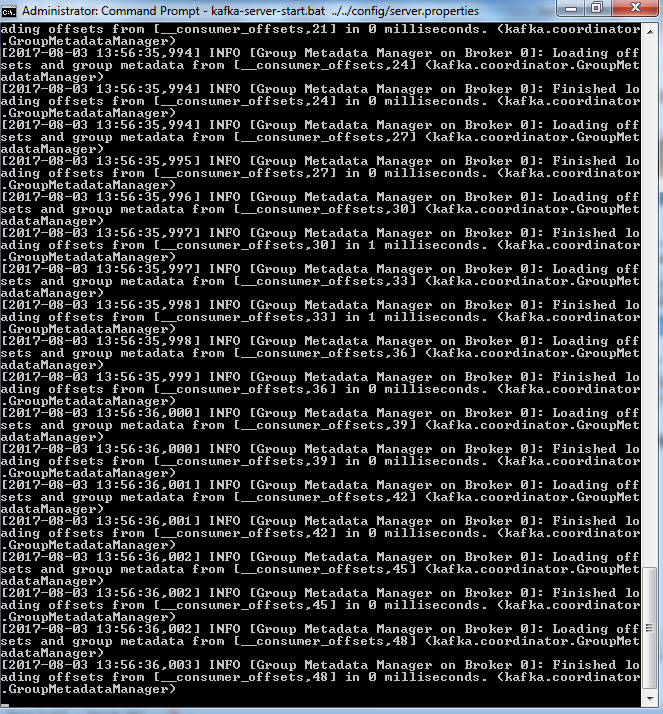 Administrator: Command Prompt - kafka-server-start.bat ../../config/server.properties
ading offsets from [__consumer_offsets,21] in 0 milliseconds. (kafka.coordinator
.GroupMetadataManager)
[2017-08-03 13:56:35,994] INFO [Group Metadata Manager on Broker 0]: Loading off
sets and group metadata from [__consumer_offsets,24] (kafka.coordinator.GroupMet
adataManager)
[2017-08-03 13:56:35,994] INFO [Group Metadata Manager on Broker 0]: Finished lo
ading offsets from [__consumer_offsets,24] in 0 milliseconds. (kafka.coordinator
.GroupMetadataManager)
[2017-08-03 13:56:35,994] INFO [Group Metadata Manager on Broker 0]: Loading off
sets and group metadata from [__consumer_offsets,27] (kafka.coordinator.GroupMet
adataManager)
[2017-08-03 13:56:35,995] INFO [Group Metadata Manager on Broker 0]: Finished lo
ading offsets from [__consumer_offsets,27] in 0 milliseconds. (kafka.coordinator
.GroupMetadataManager)
[2017-08-03 13:56:35,996] INFO [Group Metadata Manager on Broker 0]: Loading off
sets and group metadata from [__consumer_offsets,30] (kafka.coordinator.GroupMet
adataManager)
[2017-08-03 13:56:35,997] INFO [Group Metadata Manager on Broker 0]: Finished lo
ading offsets from [__consumer_offsets,30] in 1 milliseconds. (kafka.coordinator
.GroupMetadataManager)
[2017-08-03 13:56:35,997] INFO [Group Metadata Manager on Broker 0]: Loading off
sets and group metadata from [__consumer_offsets,33] (kafka.coordinator.GroupMet
adataManager)
[2017-08-03 13:56:35,998] INFO [Group Metadata Manager on Broker 0]: Finished lo
ading offsets from [__consumer_offsets,33] in 1 milliseconds. (kafka.coordinator
.GroupMetadataManager)
[2017-08-03 13:56:35,998] INFO [Group Metadata Manager on Broker 0]: Loading off
sets and group metadata from [__consumer_offsets,36] (kafka.coordinator.GroupMet
adataManager)
[2017-08-03 13:56:35,999] INFO [Group Metadata Manager on Broker 0]: Finished lo
ading offsets from [__consumer_offsets,36] in 0 milliseconds. (kafka.coordinator
.GroupMetadataManager)
[2017-08-03 13:56:36,000] INFO [Group Metadata Manager on Broker 0]: Loading off
sets and group metadata from [__consumer_offsets,39] (kafka.coordinator.GroupMet
adataManager)
[2017-08-03 13:56:36,000] INFO [Group Metadata Manager on Broker 0]: Finished lo
ading offsets from [__consumer_offsets,39] in 0 milliseconds. (kafka.coordinator
.GroupMetadataManager)
[2017-08-03 13:56:36,001] INFO [Group Metadata Manager on Broker 0]: Loading off
sets and group metadata from [__consumer_offsets,42] (kafka.coordinator.GroupMet
adataManager)
[2017-08-03 13:56:36,001] INFO [Group Metadata Manager on Broker 0]: Finished lo
ading offsets from [__consumer_offsets,42] in 0 milliseconds. (kafka.coordinator
.GroupMetadataManager)
[2017-08-03 13:56:36,002] INFO [Group Metadata Manager on Broker 0]: Loading off
sets and group metadata from [__consumer_offsets,45] (kafka.coordinator.GroupMet
adataManager)
[2017-08-03 13:56:36,002] INFO [Group Metadata Manager on Broker 0]: Finished lo
ading offsets from [__consumer_offsets,45] in 0 milliseconds. (kafka.coordinator
.GroupMetadataManager)
[2017-08-03 13:56:36,002] INFO [Group Metadata Manager on Broker 0]: Loading off
sets and group metadata from [__consumer_offsets,48] (kafka.coordinator.GroupMet
adataManager)
[2017-08-03 13:56:36,003] INFO [Group Metadata Manager on Broker 0]: Finished lo
ading offsets from [__consumer_offsets,48] in 0 milliseconds. (kafka.coordinator
.GroupMetadataManager)